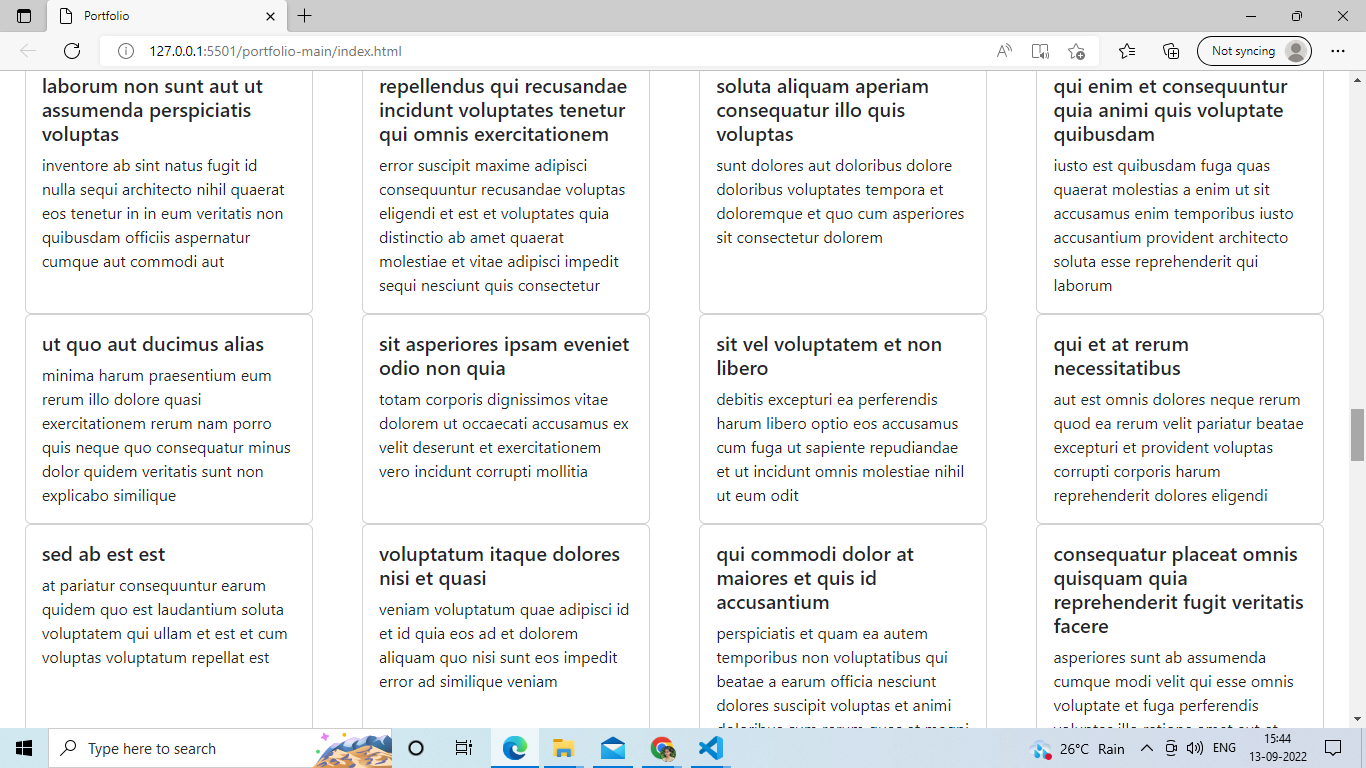 Portfolio
127.0.0.1:5501/portfolio-main/index.html
Not syncing
laborum non sunt aut ut
assumenda perspiciatis
voluptas
inventore ab sint natus fugit id
nulla sequi architecto nihil quaerat
eos tenetur in in eum veritatis non
quibusdam officiis aspernatur
cumque aut commodi aut
repellendus qui recusandae
incidunt voluptates tenetur
qui omnis exercitationem
error suscipit maxime adipisci
consequuntur recusandae voluptas
eligendi et est et voluptates quia
distinctio ab amet quaerat
molestiae et vitae adipisci impedit
sequi nesciunt quis consectetur
soluta aliquam aperiam
consequatur illo quis
voluptas
sunt dolores aut doloribus dolore
doloribus voluptates tempora et
doloremque et quo cum asperiores
sit consectetur dolorem
qui enim et consequuntur
quia animi quis voluptate
quibusdam
iusto est quibusdam fuga quas
quaerat molestias a enim ut sit
accusamus enim temporibus iusto
accusantium provident architecto
soluta esse reprehenderit qui
laborum
ut quo aut ducimus alias
minima harum praesentium eum
rerum illo dolore quasi
exercitationem rerum nam porro
quis neque quo consequatur minus
dolor quidem veritatis sunt non
explicabo similique
sit asperiores ipsam eveniet
odio non quia
totam corporis dignissimos vitae
dolorem ut occaecati accusamus ex
velit deserunt et exercitationem
vero incidunt corrupti mollitia
sit vel voluptatem et non
libero
debitis excepturi ea perferendis
harum libero optio eos accusamus
cum fuga ut sapiente repudiandae
et ut incidunt omnis molestiae nihil
ut eum odit
qui et at rerum
necessitatibus
aut est omnis dolores neque rerum
quod ea rerum velit pariatur beatae
excepturi et provident voluptas
corrupti corporis harum
reprehenderit dolores eligendi
sed ab est est
at pariatur consequuntur earum
quidem quo est laudantium soluta
voluptatem qui ullam et est et cum
voluptas voluptatum repellat est
voluptatum itaque dolores
nisi et quasi
veniam voluptatum quae adipisci id
et id quia eos ad et dolorem
aliquam quo nisi sunt eos impedit
error ad similique veniam
qui commodi dolor at
maiores et quis id
accusantium
perspiciatis et quam ea autem
temporibus non voluptatibus qui
beatae a earum officia nesciunt
dolores suscipit voluptas et animi
consequatur placeat omnis
quisquam quia
reprehenderit fugit veritatis
facere
asperiores sunt ab assumenda
cumque modi velit qui esse omnis
voluptate et fuga perferendis
Type here to search
26°C Rain
ENG
15:44
13-09-2022